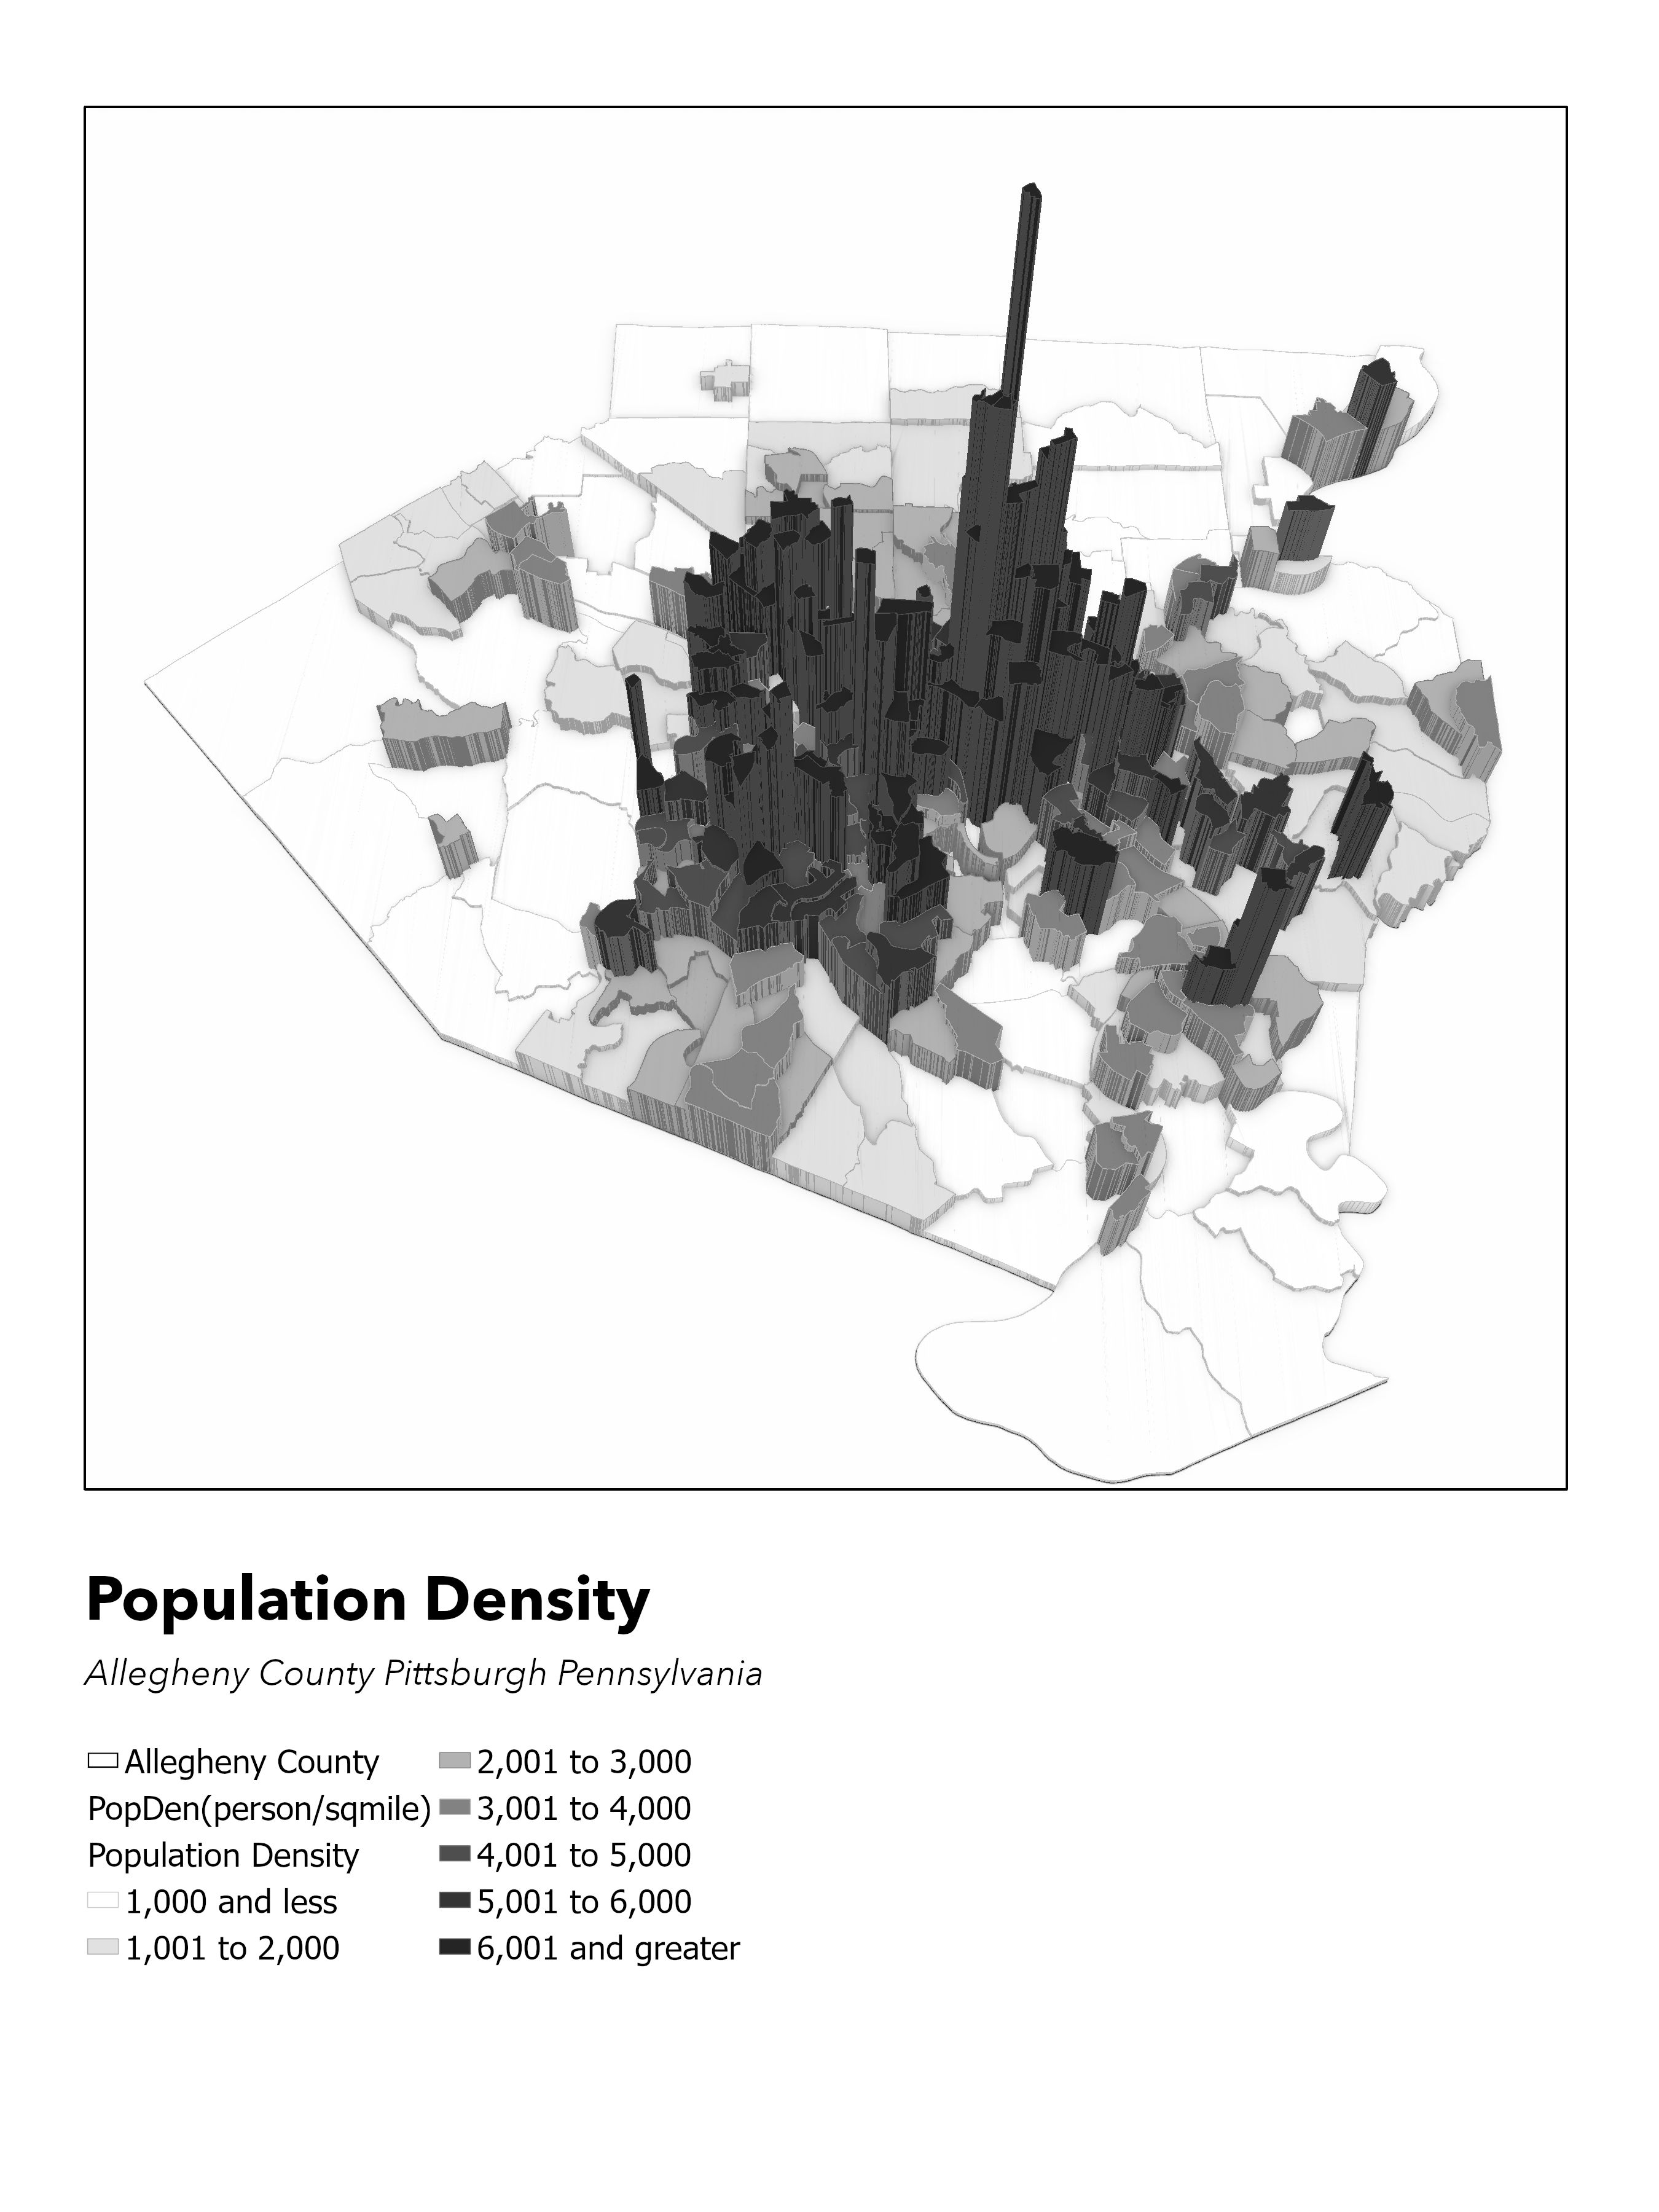 Population Density
Allegheny County Pittsburgh Pennsylvania
Allegheny County
PopDen(person/sqmile)
Population Density
1,000 and less
1,001 to 2,000
2,001 to 3,000
3,001 to 4,000
4,001 to 5,000
5,001 to 6,000
6,001 and greater